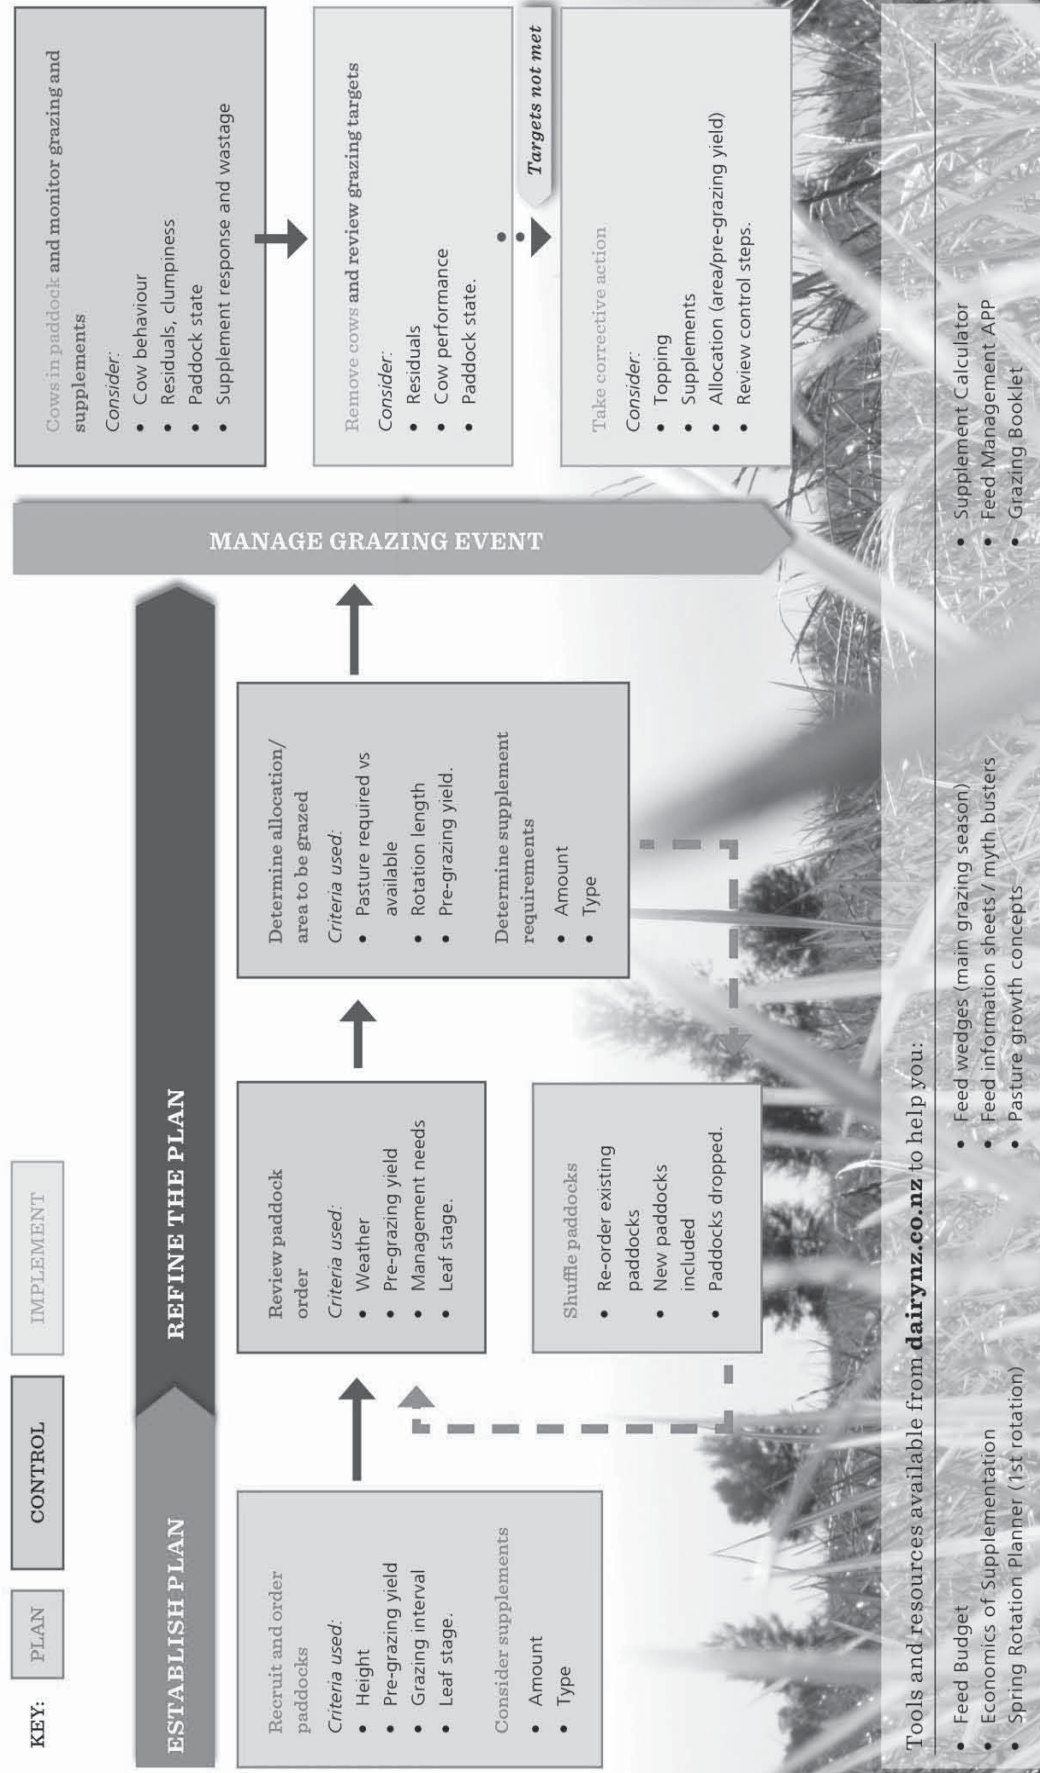 KEY:
PLAN
CONTROL
IMPLEMENT
ESTABLISH PLAN
REFINE THE PLAN
MANAGE GRAZING EVENT
Recruit and order
paddocks
Criteria used:
• Height
• Pre-grazing yield
• Grazing interval
• Leaf stage.
Consider supplements
• Amount
• Type
Review paddock
order
Criteria used:
• Weather
• Pre-grazing yield
• Management needs
• Leaf stage.
Shuffle paddocks
• Re-order existing
paddocks
• New paddocks
included
• Paddocks dropped.
Determine allocation/
area to be grazed
Criteria used:
• Pasture required vs
available
• Rotation length
• Pre-grazing yield.
Determine supplement
requirements
• Amount
• Type
Cows in paddock and monitor grazing and
supplements
Consider:
• Cow behaviour
• Residuals, clumpiness
• Paddock state
• Supplement response and wastage
Remove cows and review grazing targets
Consider:
• Residuals
• Cow performance
• Paddock state.
Targets not met
Take corrective action
Consider:
• Topping
• Supplements
• Allocation (area/pre-grazing yield)
• Review control steps.
Tools and resources available from dairynz.co.nz to help you:
• Feed Budget
• Economics of Supplementation
• Spring Rotation Planner (1st rotation)
• Feed wedges (main grazing season)
• Feed information sheets / myth busters
• Pasture growth concepts
• Supplement Calculator
• Feed Management APP
• Grazing Booklet